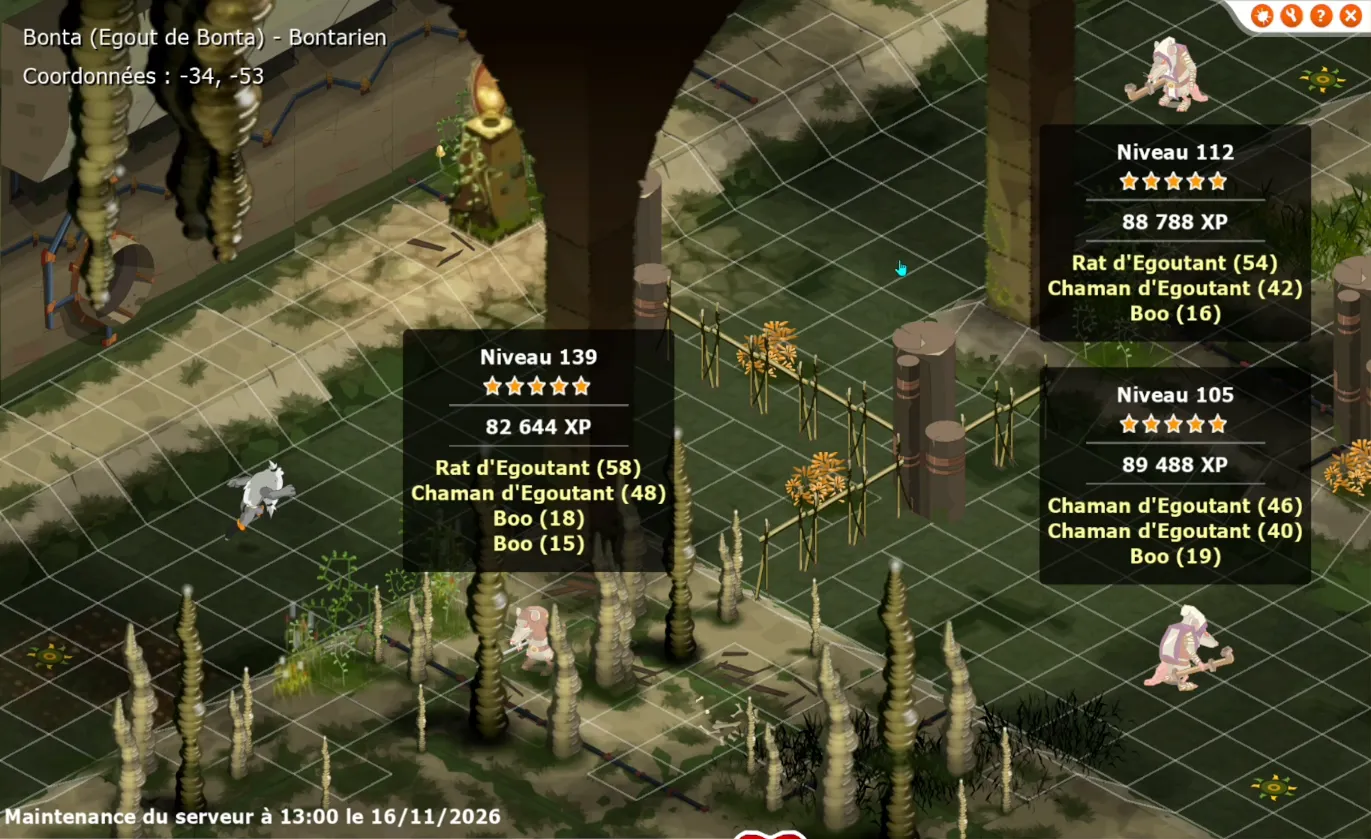 Bonta (Egout de Bonta) - Bontarien
Coordonnées : -34, -53
Niveau 112
88 788 XP
Rat d'Egoutant (54)
Chaman d'Egoutant (42)
Boo (16)
Niveau 139
82 644 XP
Rat d'Egoutant (58)
Chaman d'Egoutant (48)
Boo (18)
Boo (15)
Niveau 105
89 488 XP
Chaman d'Egoutant (46)
Chaman d'Egoutant (40)
Boo (19)
Maintenance du serveur à 13:00 le 16/11/2026